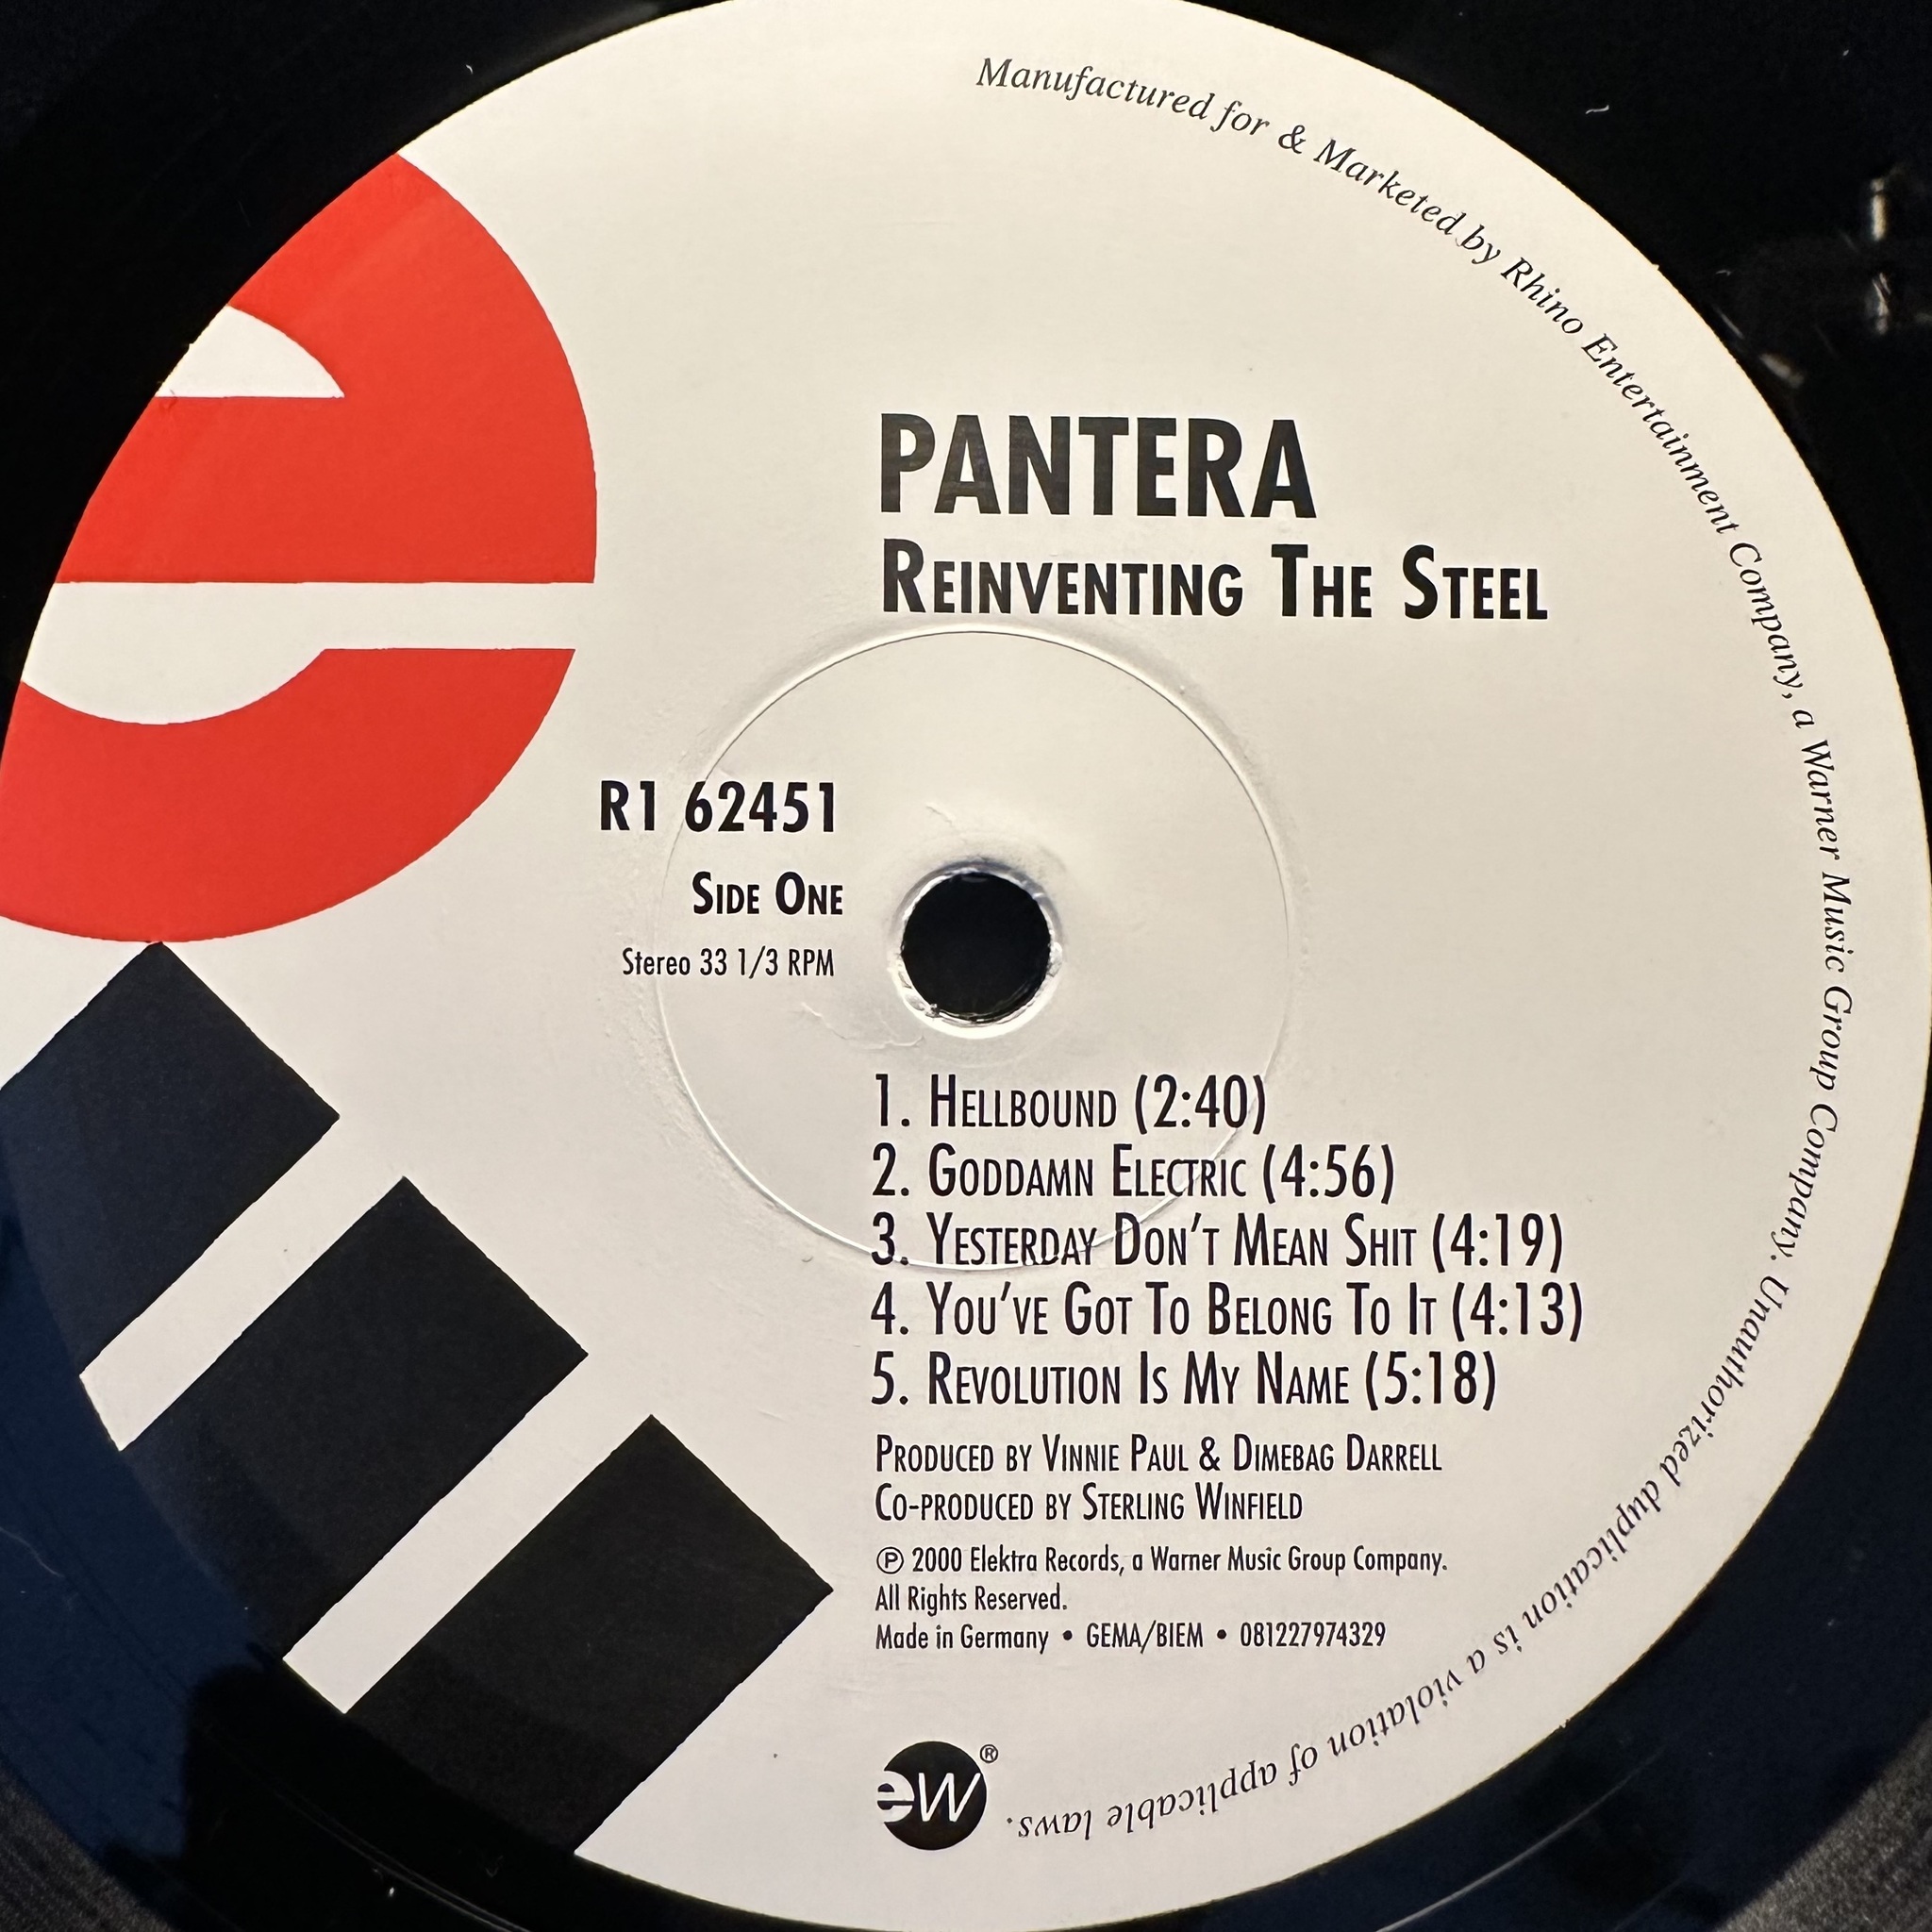 Manufactured for & Marketed by Rhino Entertainment Company, a Warner Music Group Company. Unauthorized duplication is a violation of applicable laws.
PANTERA
REINVENTING THE STEEL
R1 62451
SIDE ONE
Stereo 33 1/3 RPM
1. HELLBOUND (2:40)
2. GODDAMN ELECTRIC (4:56)
3. YESTERDAY DON'T MEAN SHIT (4:19)
4. YOU'VE GOT TO BELONG TO IT (4:13)
5. REVOLUTION IS MY NAME (5:18)
PRODUCED BY VINNIE PAUL & DIMEBAG DARRELL
CO-PRODUCED BY STERLING WINFIELD
℗ 2000 Elektra Records, a Warner Music Group Company.
All Rights Reserved.
Made in Germany • GEMA/BIEM • 081227974329
ew®